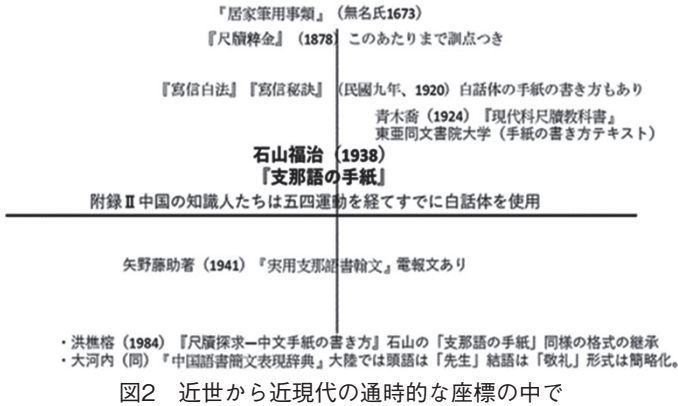 『居家筆用事類』（無名氏1673）
『尺牘粹金』（1878）このあたりまで訓点つき
『寫信白法』『寫信秘訣』（民國九年、1920）白話体の手紙の書き方もあり
青木喬（1924）『現代科尺牘教科書』
東亜同文書院大学（手紙の書き方テキスト）
石山福治（1938）
『支那語の手紙』
附録Ⅱ中国の知識人たちは五四運動を経てすでに白話体を使用
矢野藤助著（1941）『実用支那語書翰文』電報文あり
・洪樵榕（1984）『尺牘探求―中文手紙の書き方』石山の「支那語の手紙」同様の格式の継承
・大河内（同）『中国語書簡文表現辞典』大陸では頭語は「先生」結語は「敬礼」形式は簡略化。
図2　近世から近現代の通時的な座標の中で